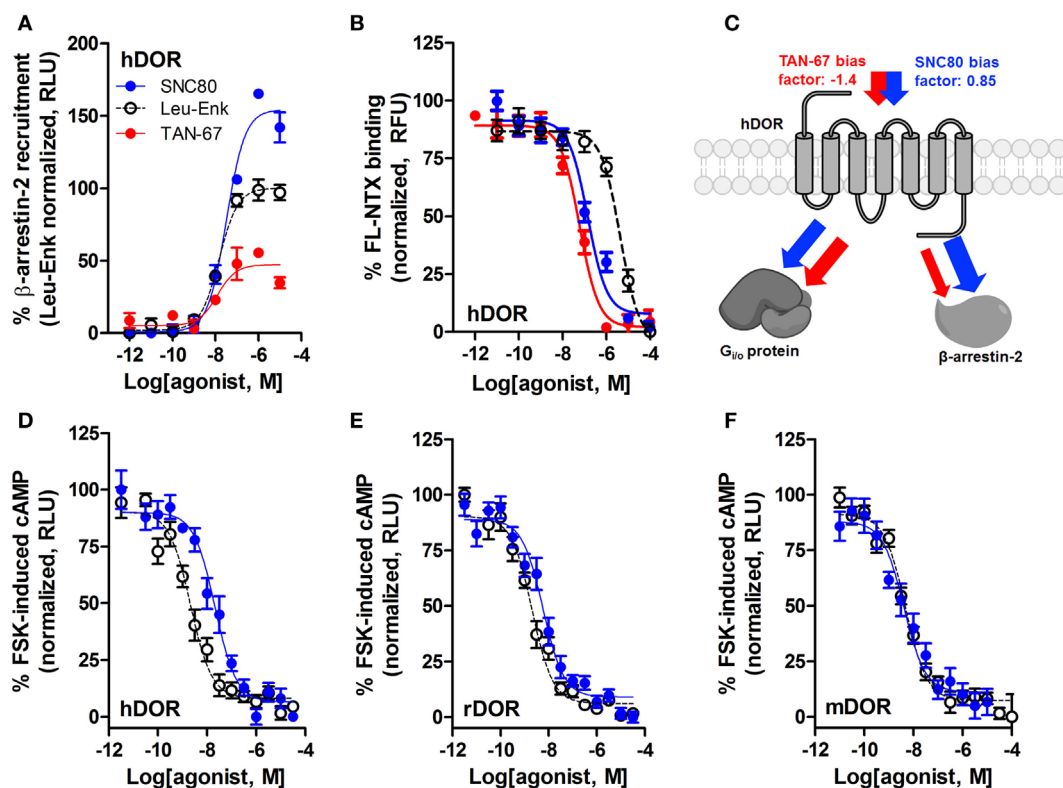 A
hDOR
SNC80
Leu-Enk
TAN-67
% β-arrestin-2 recruitment
(Leu-Enk normalized, RLU)
200
150
100
50
0
-12 -10 -8 -6 -4
Log[agonist, M]
B
% FL-NTX binding
(normalized, RFU)
125
100
75
50
25
0
hDOR
-12 -10 -8 -6 -4
Log[agonist, M]
C
TAN-67 bias
factor: -1.4
SNC80 bias
factor: 0.85
hDOR
Gi/o protein
β-arrestin-2
D
% FSK-induced cAMP
(normalized, RLU)
125
100
75
50
25
0
hDOR
-12 -10 -8 -6 -4
Log[agonist, M]
E
% FSK-induced cAMP
(normalized, RLU)
125
100
75
50
25
0
rDOR
-12 -10 -8 -6 -4
Log[agonist, M]
F
% FSK-induced cAMP
(normalized, RLU)
125
100
75
50
25
0
mDOR
-12 -10 -8 -6 -4
Log[agonist, M]